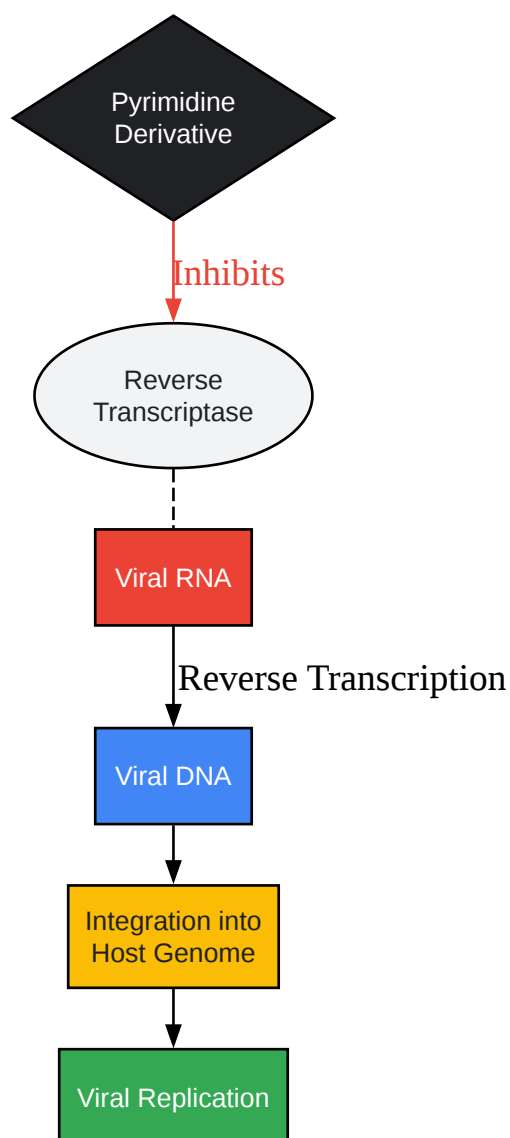 Pyrimidine
Derivative
Inhibits
Reverse
Transcriptase
Viral RNA
Reverse Transcription
Viral DNA
Integration into
Host Genome
Viral Replication